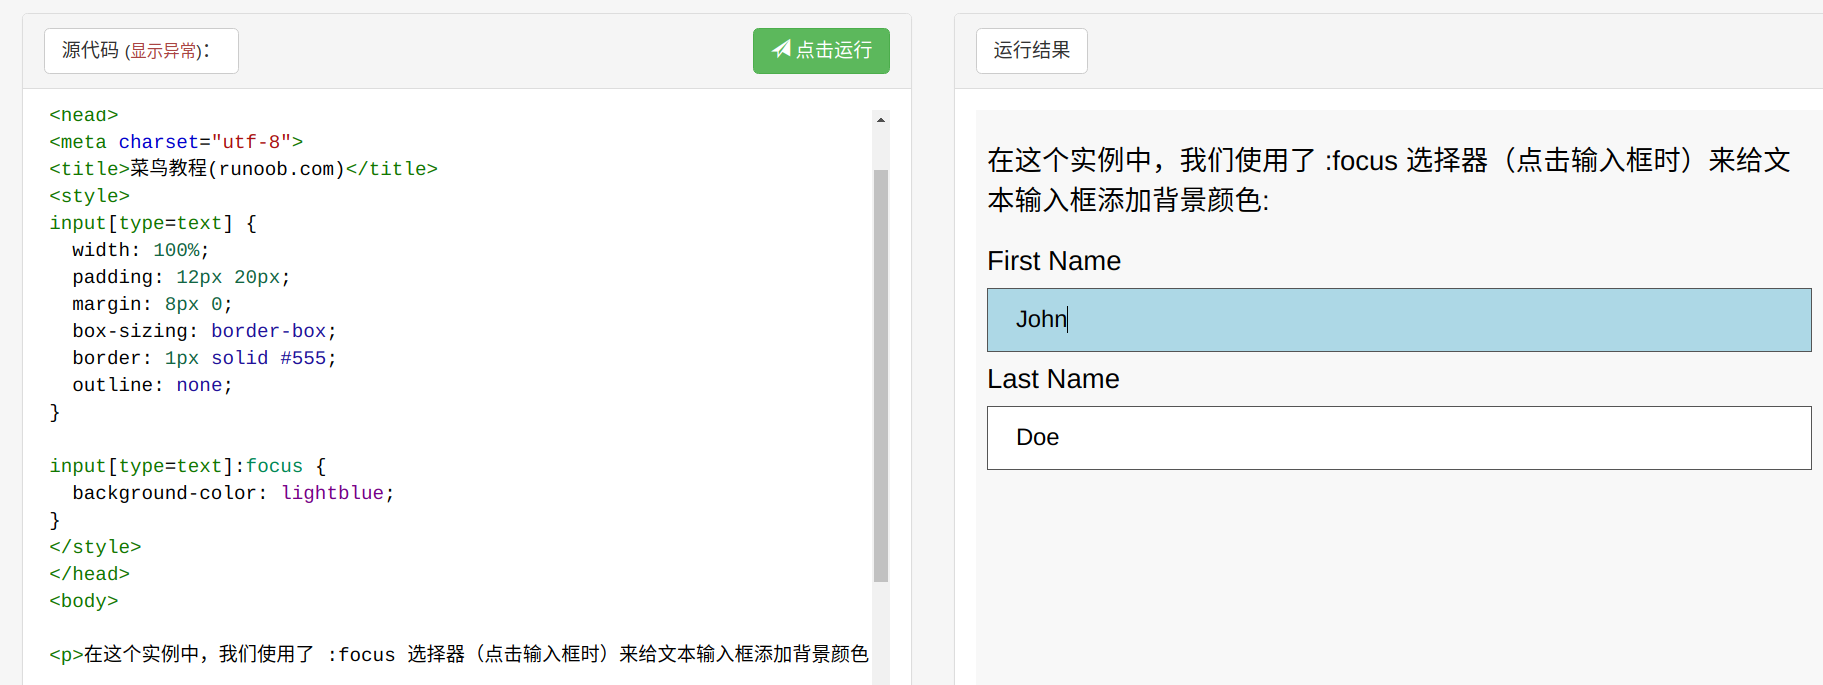 源代码 (显示异常)：
点击运行
<head>
<meta charset="utf-8">
<title>菜鸟教程(runoob.com)</title>
<style>
input[type=text] {
  width: 100%;
  padding: 12px 20px;
  margin: 8px 0;
  box-sizing: border-box;
  border: 1px solid #555;
  outline: none;
}

input[type=text]:focus {
  background-color: lightblue;
}
</style>
</head>
<body>

<p>在这个实例中，我们使用了 :focus 选择器（点击输入框时）来给文本输入框添加背景颜色
运行结果
在这个实例中，我们使用了 :focus 选择器（点击输入框时）来给文
本输入框添加背景颜色:
First Name
John
Last Name
Doe